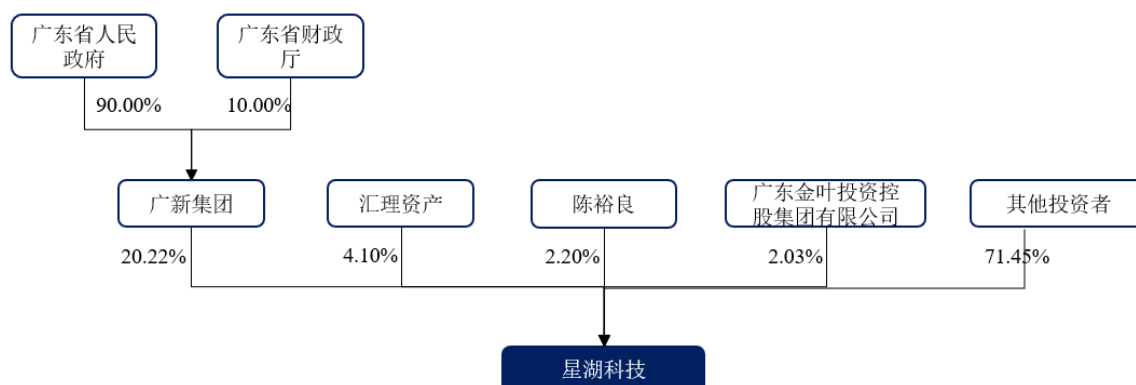 广东省人民
政府
广东省财政
厅
90.00%
10.00%
广新集团
汇理资产
陈裕良
广东金叶投资控
股集团有限公司
其他投资者
20.22%
4.10%
2.20%
2.03%
71.45%
星湖科技